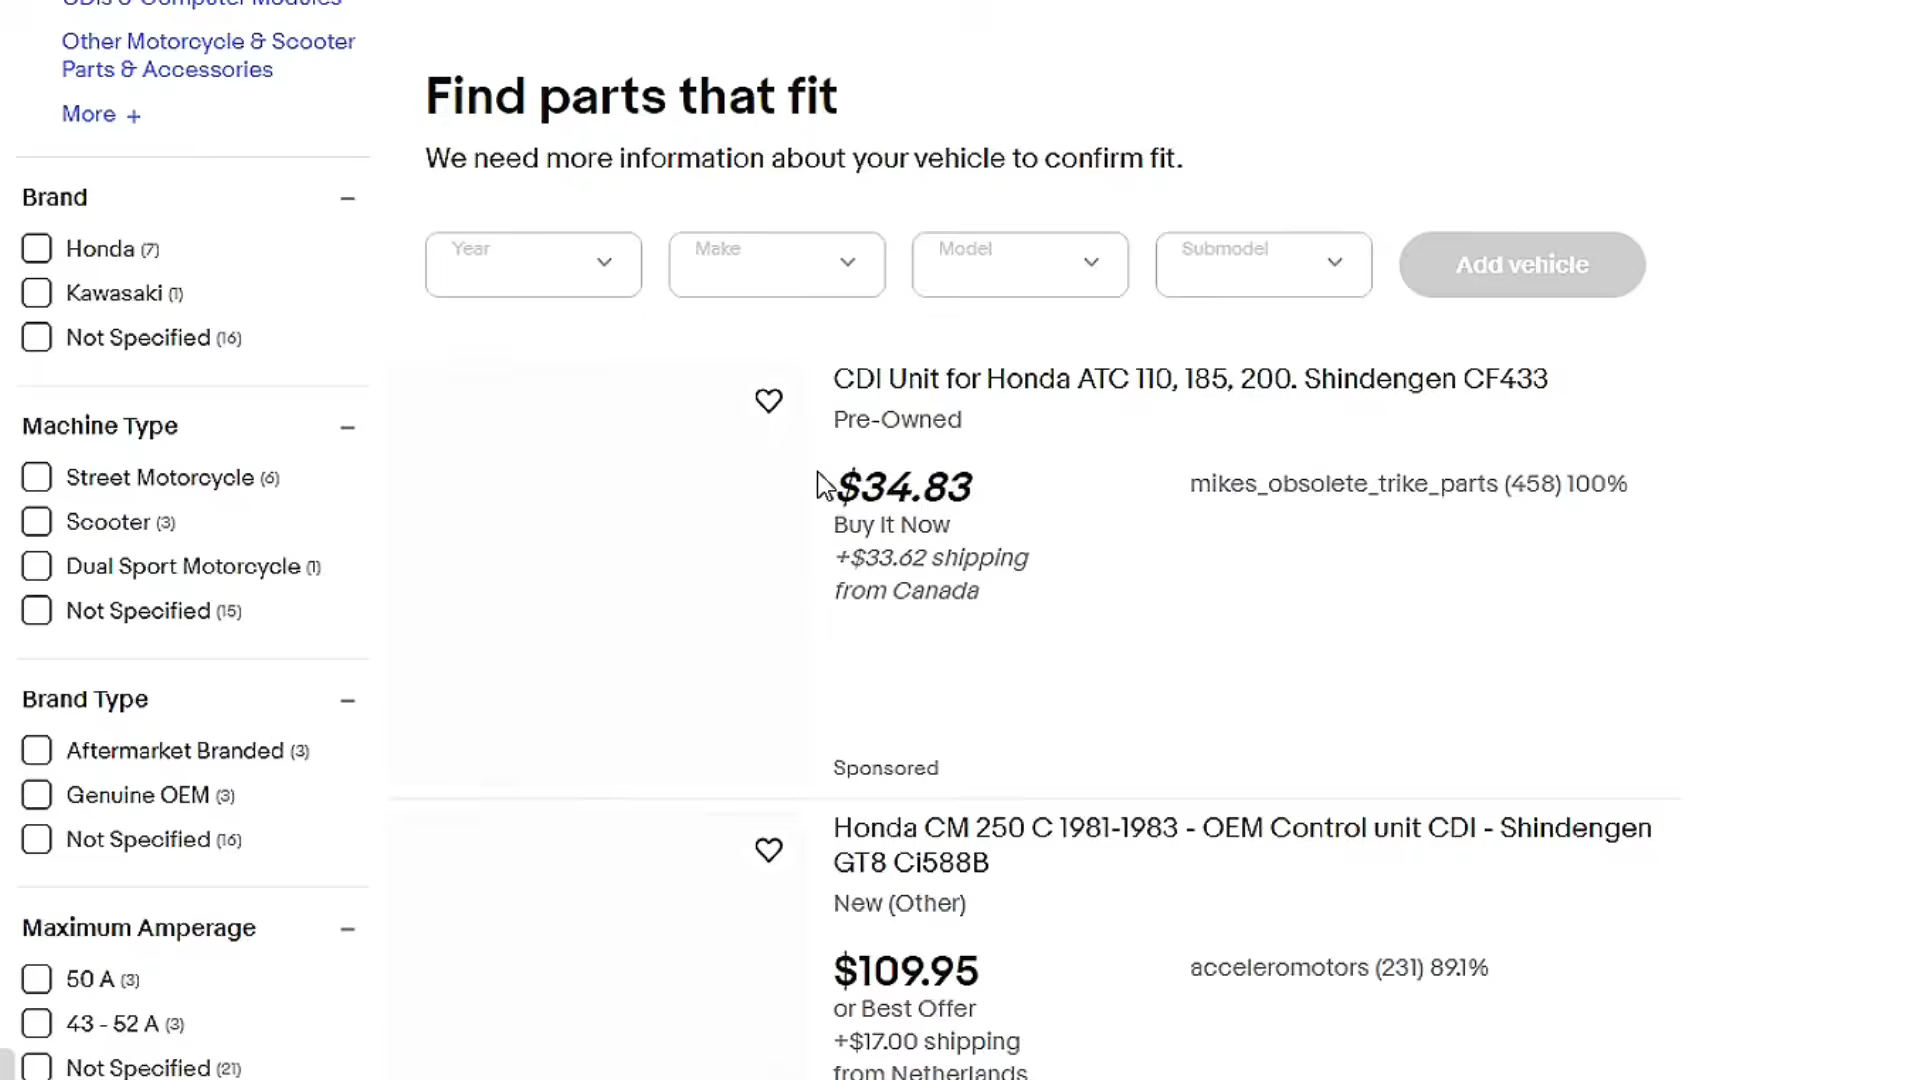 CDIs & Computer Modules
Other Motorcycle & Scooter
Parts & Accessories
More +
Brand
Honda (7)
Kawasaki (1)
Not Specified (16)
Machine Type
Street Motorcycle (6)
Scooter (3)
Dual Sport Motorcycle (1)
Not Specified (15)
Brand Type
Aftermarket Branded (3)
Genuine OEM (3)
Not Specified (16)
Maximum Amperage
50 A (3)
43 - 52 A (3)
Not Specified (21)
Find parts that fit
We need more information about your vehicle to confirm fit.
Year
Make
Model
Submodel
Add vehicle
CDI Unit for Honda ATC 110, 185, 200. Shindengen CF433
Pre-Owned
$34.83
Buy It Now
+$33.62 shipping
from Canada
mikes_obsolete_trike_parts (458) 100%
Sponsored
Honda CM 250 C 1981-1983 - OEM Control unit CDI - Shindengen
GT8 Ci588B
New (Other)
$109.95
or Best Offer
+$17.00 shipping
from Netherlands
acceleromotors (231) 89.1%